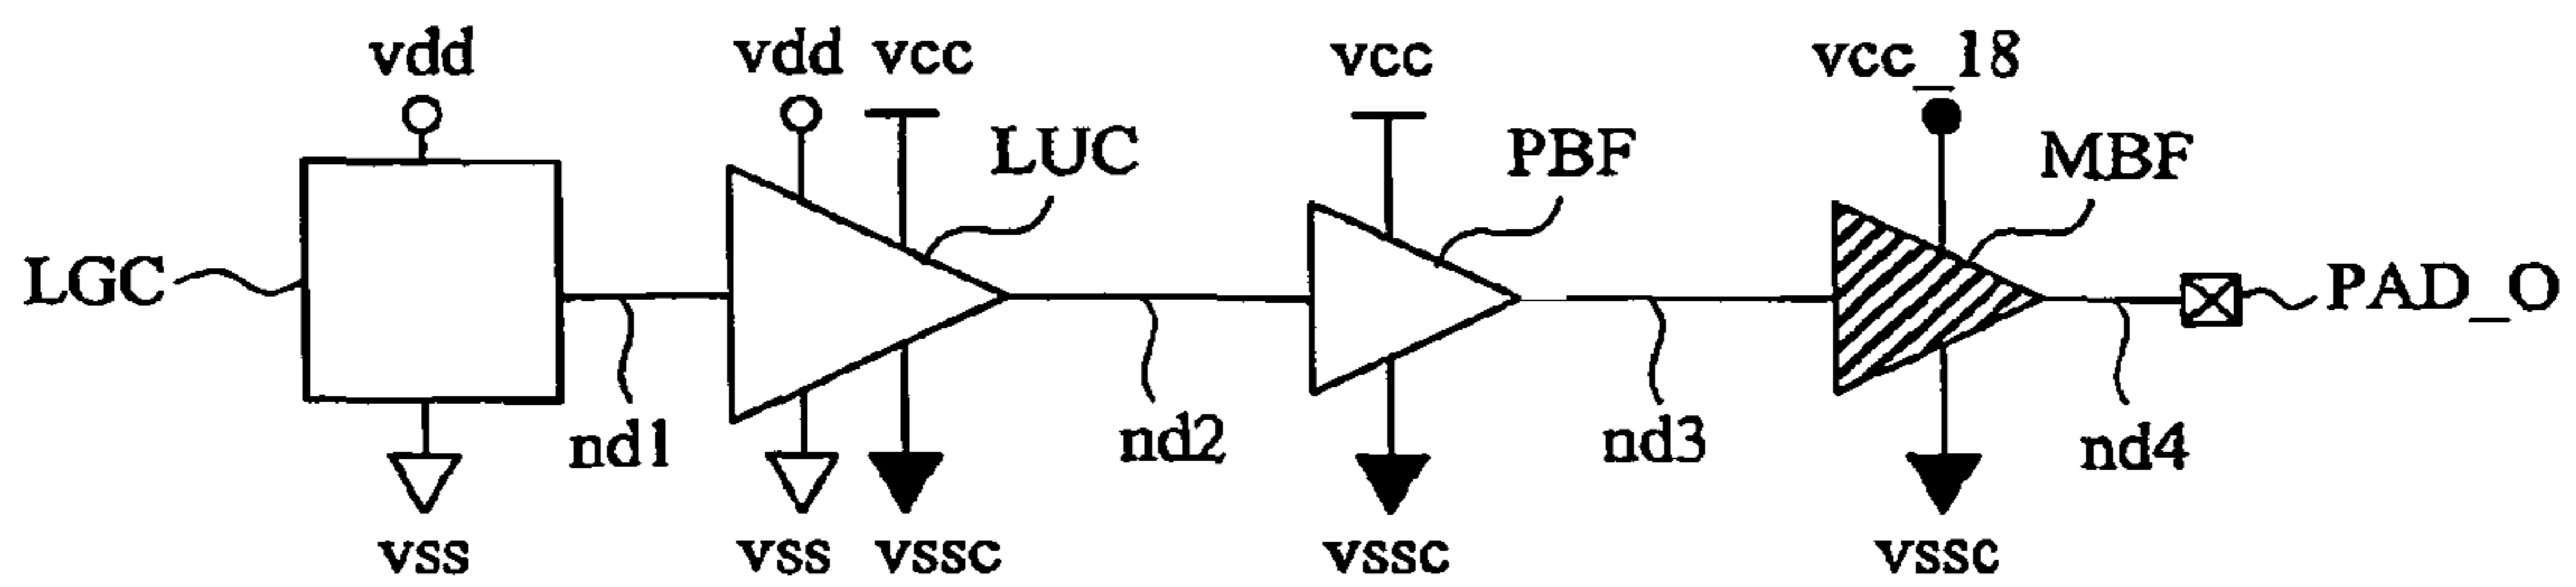 vdd
vdd vcc
vcc
vcc_18
LUC
PBF
MBF
LGC
PAD_O
nd1
nd2
nd3
nd4
vss
vss vssc
vssc
vssc